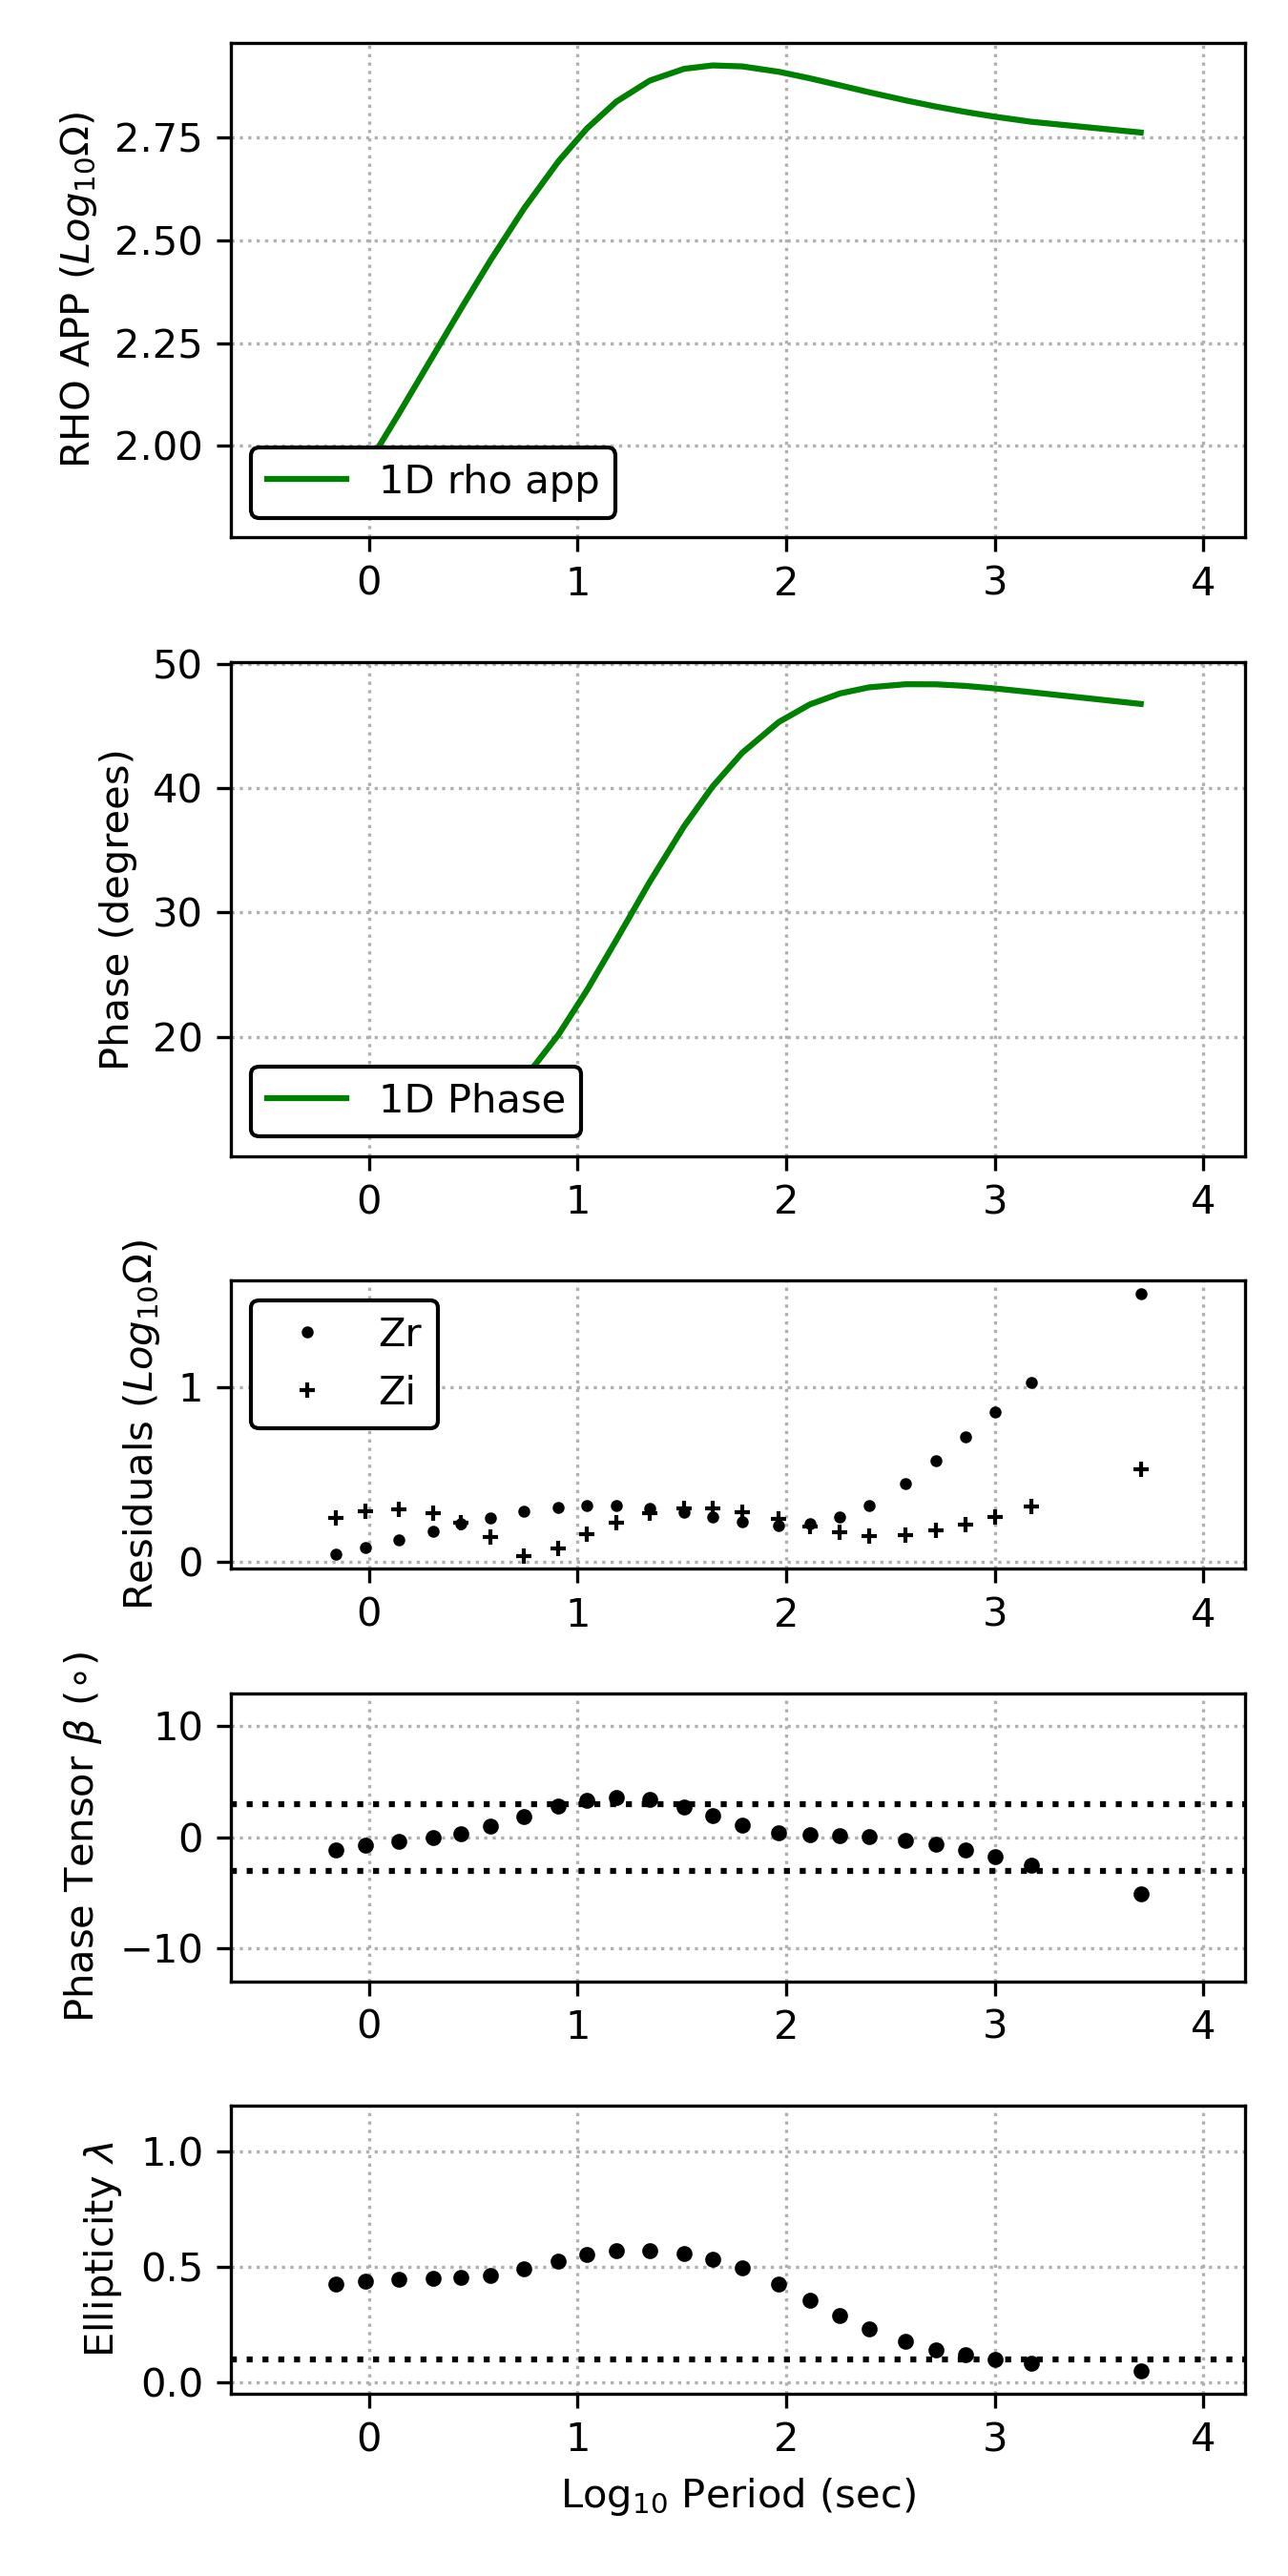 RHO APP (Log₁₀Ω)
2.75
2.50
2.25
2.00
1D rho app
0 1 2 3 4
Phase (degrees)
50
40
30
20
1D Phase
0 1 2 3 4
Residuals (Log₁₀Ω)
Zr
Zi
1
0
0 1 2 3 4
Phase Tensor β (∘)
10
0
−10
0 1 2 3 4
Ellipticity λ
1.0
0.5
0.0
0 1 2 3 4
Log₁₀ Period (sec)